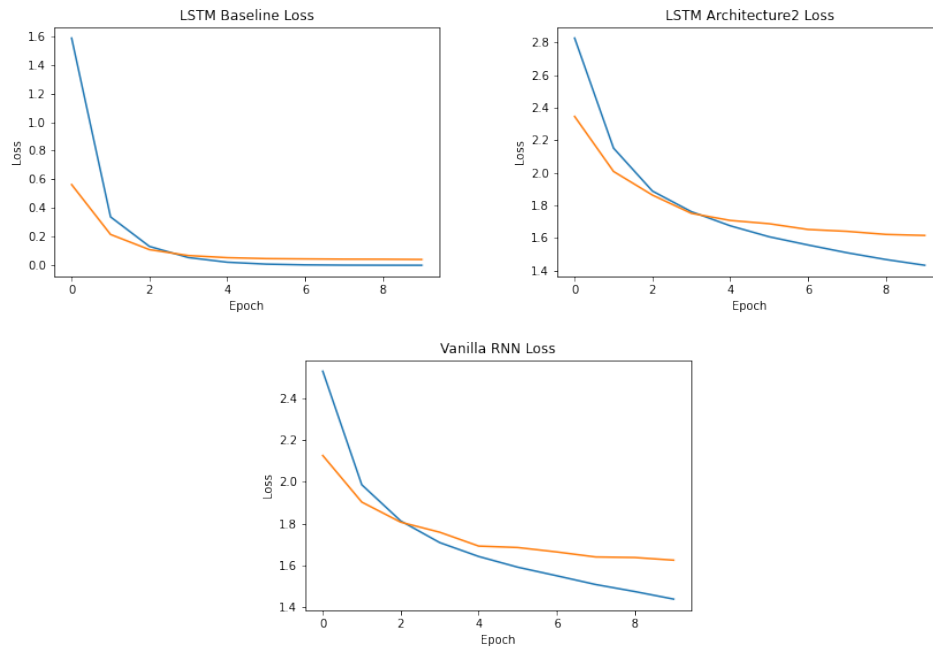 LSTM Baseline Loss
1.6
1.4
1.2
1.0
0.8
0.6
0.4
0.2
0.0
Loss
0 2 4 6 8
Epoch
LSTM Architecture2 Loss
2.8
2.6
2.4
2.2
2.0
1.8
1.6
1.4
Loss
0 2 4 6 8
Epoch
Vanilla RNN Loss
2.4
2.2
2.0
1.8
1.6
1.4
Loss
0 2 4 6 8
Epoch